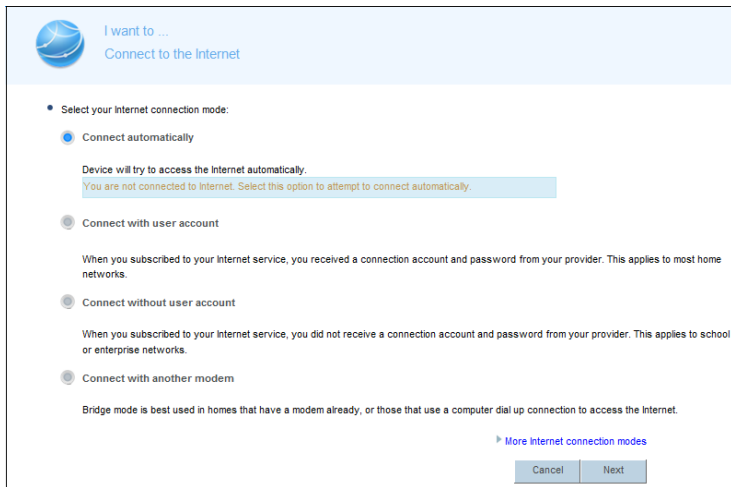 I want to ...
Connect to the Internet
Select your Internet connection mode:
Connect automatically
Device will try to access the Internet automatically.
You are not connected to Internet. Select this option to attempt to connect automatically.
Connect with user account
When you subscribed to your Internet service, you received a connection account and password from your provider. This applies to most home
networks.
Connect without user account
When you subscribed to your Internet service, you did not receive a connection account and password from your provider. This applies to school
or enterprise networks.
Connect with another modem
Bridge mode is best used in homes that have a modem already, or those that use a computer dial up connection to access the Internet.
More Internet connection modes
Cancel Next